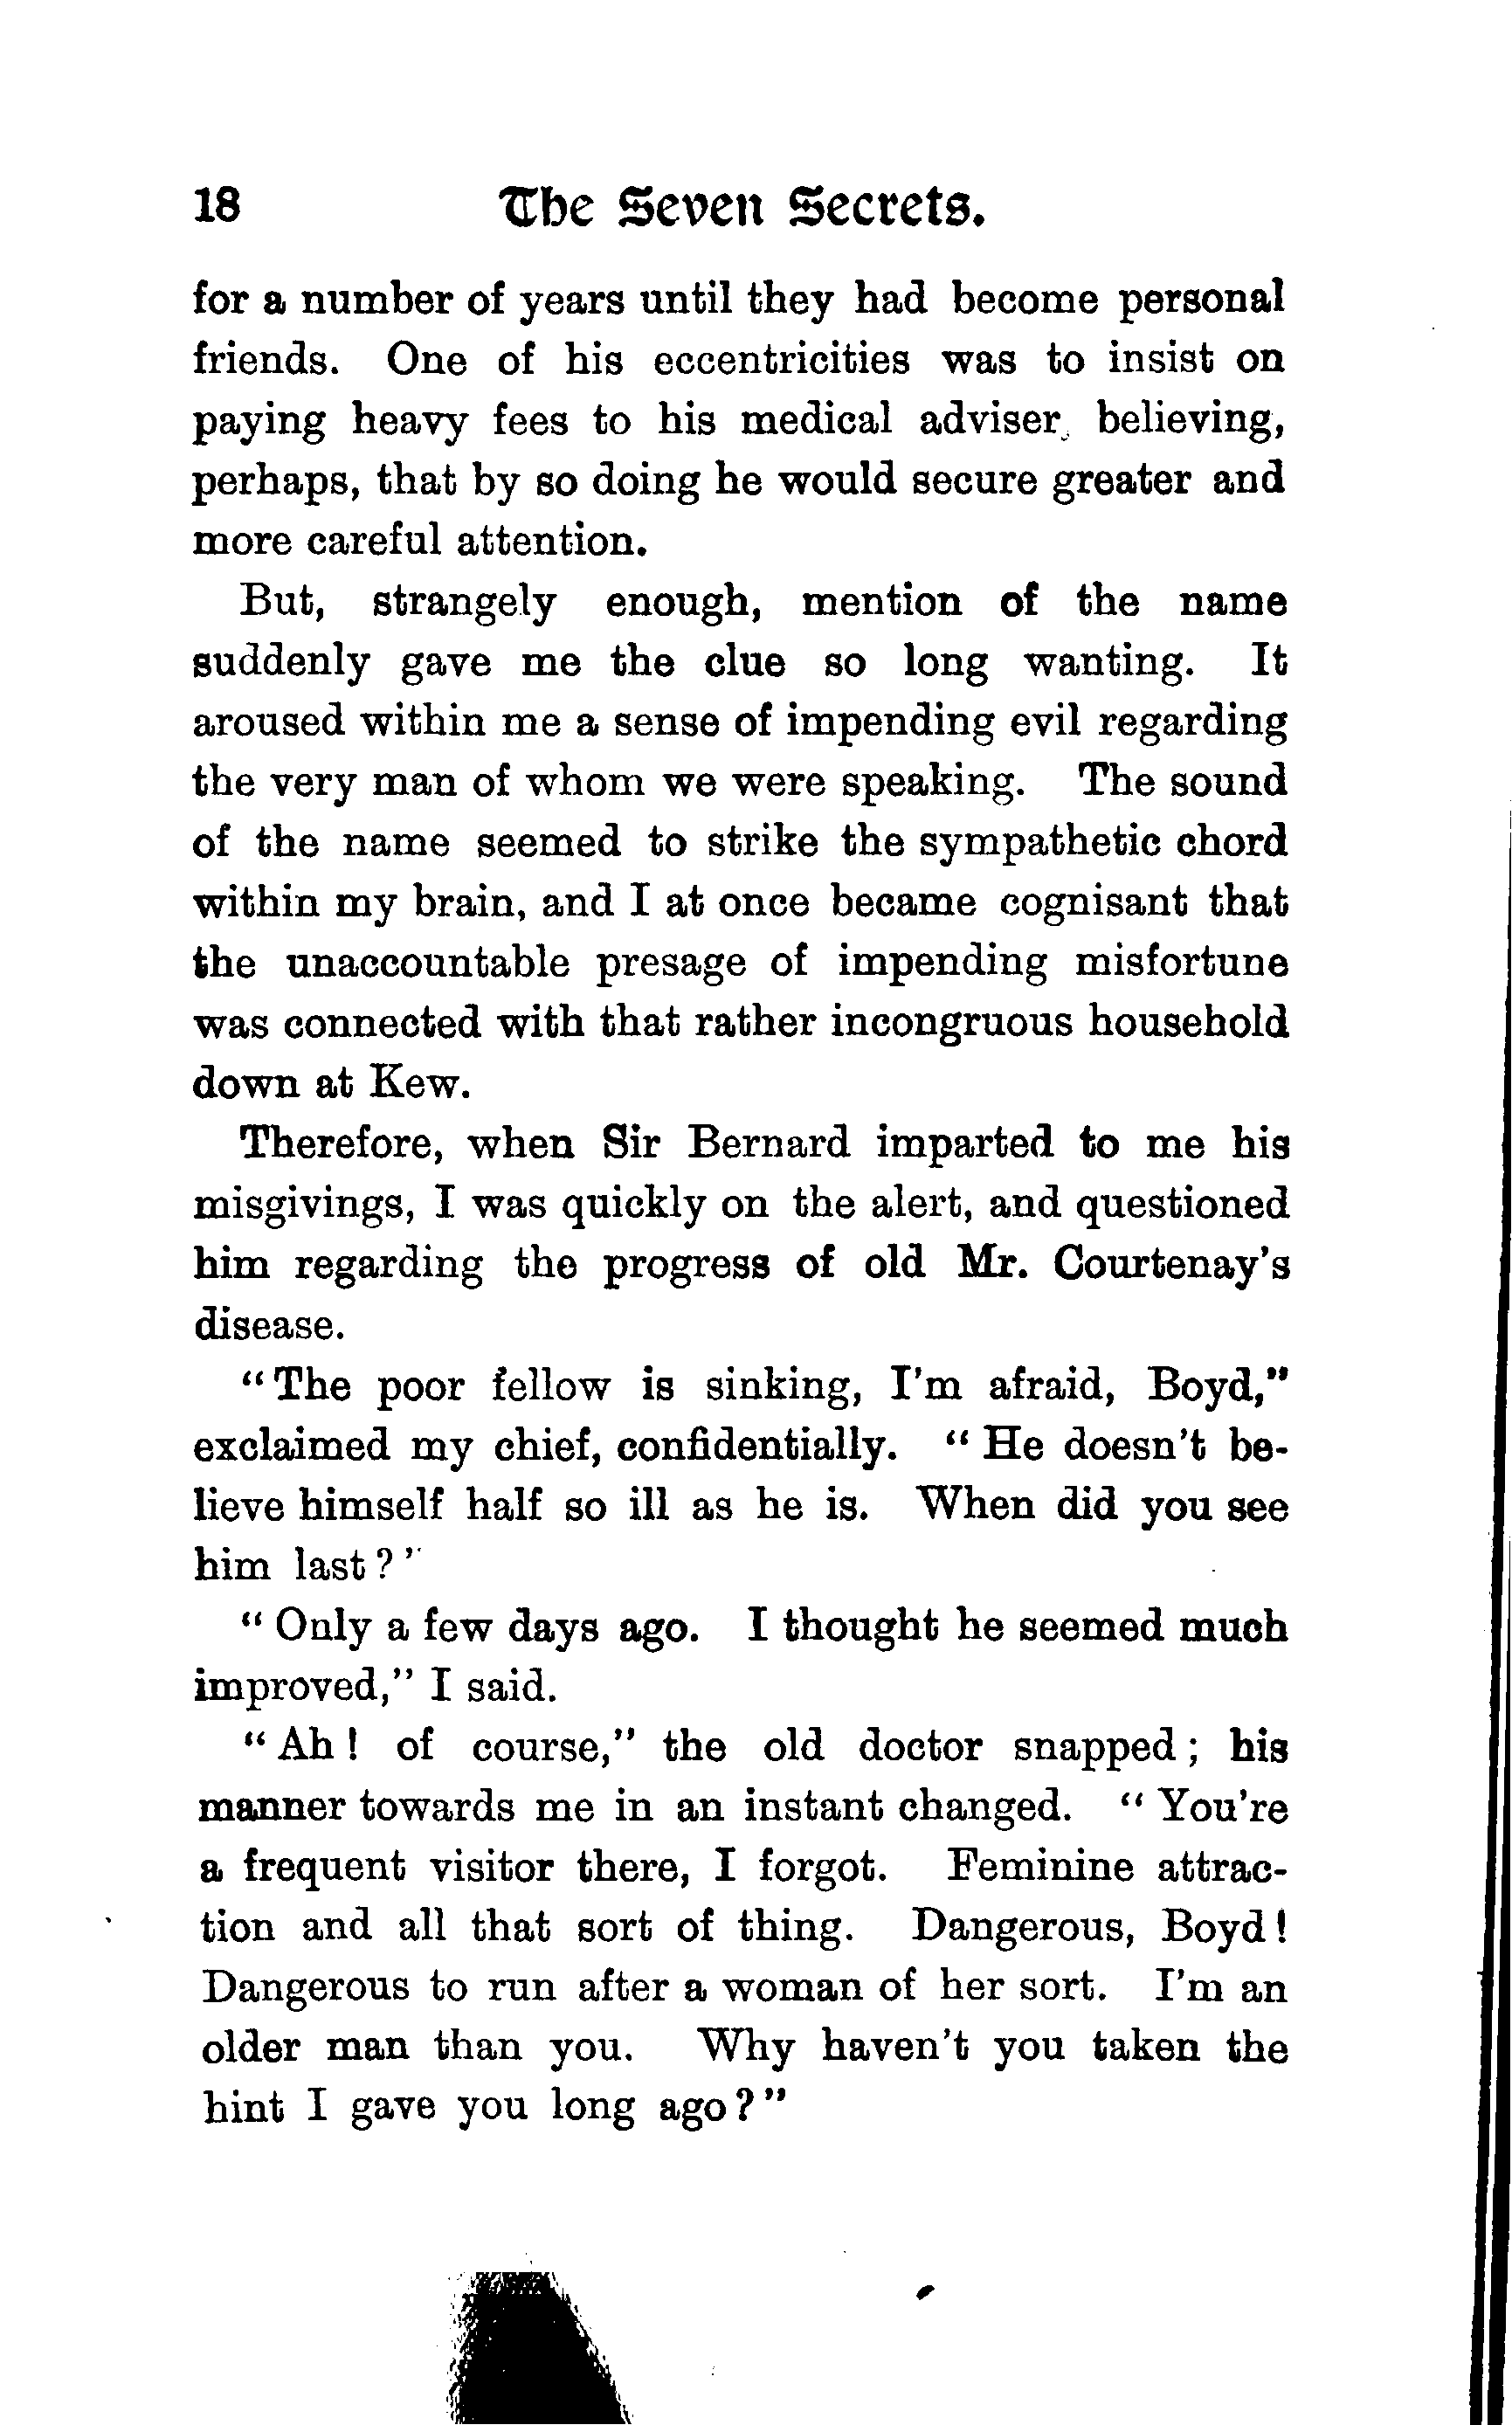 18 The Seven Secrets.
for a number of years until they had become personal
friends. One of his eccentricities was to insist on
paying heavy fees to his medical adviser, believing,
perhaps, that by so doing he would secure greater and
more careful attention.
But, strangely enough, mention of the name
suddenly gave me the clue so long wanting. It
aroused within me a sense of impending evil regarding
the very man of whom we were speaking. The sound
of the name seemed to strike the sympathetic chord
within my brain, and I at once became cognisant that
the unaccountable presage of impending misfortune
was connected with that rather incongruous household
down at Kew.
Therefore, when Sir Bernard imparted to me his
misgivings, I was quickly on the alert, and questioned
him regarding the progress of old Mr. Courtenay's
disease.
"The poor fellow is sinking, I'm afraid, Boyd,"
exclaimed my chief, confidentially. "He doesn't be-
lieve himself half so ill as he is. When did you see
him last?"
"Only a few days ago. I thought he seemed much
improved," I said.
"Ah! of course," the old doctor snapped; his
manner towards me in an instant changed. "You're
a frequent visitor there, I forgot. Feminine attrac-
tion and all that sort of thing. Dangerous, Boyd!
Dangerous to run after a woman of her sort. I'm an
older man than you. Why haven't you taken the
hint I gave you long ago?"